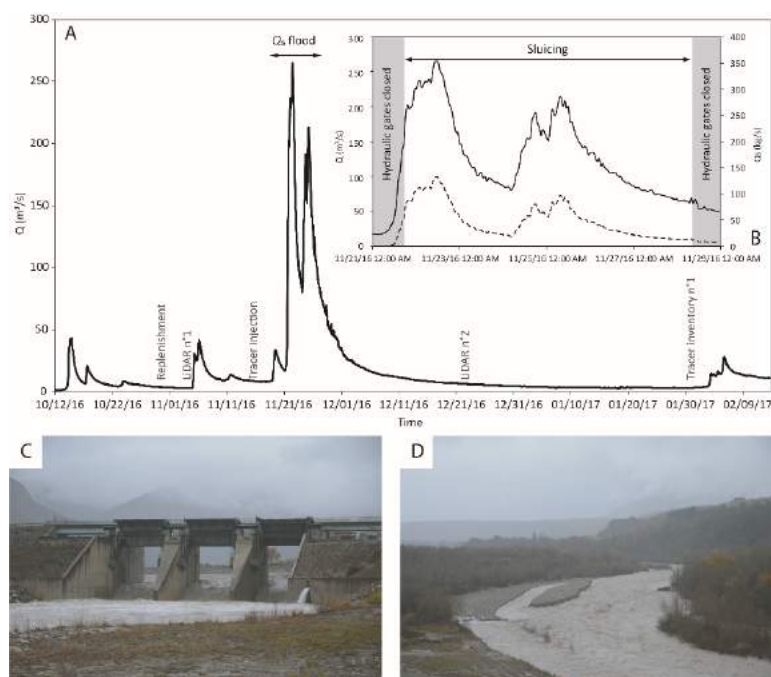 A
Q₅ flood
300
250
200
150
100
50
0
Q (m³/s)
Replenishment
LiDAR n°1
Tracer injection
LiDAR n°2
Tracer inventory n°1
10/12/16 10/22/16 11/01/16 11/11/16 11/21/16 12/01/16 12/11/16 12/21/16 12/31/16 01/10/17 01/20/17 01/30/17 02/09/17
Time
Sluicing
Hydraulic gates closed
Hydraulic gates closed
300
250
200
150
100
50
0
Q (m³/s)
400
350
300
250
200
150
100
50
0
Qs (kg/s)
B
11/21/16 12:00 AM 11/23/16 12:00 AM 11/25/16 12:00 AM 11/27/16 12:00 AM 11/29/16 12:00 AM
C
D